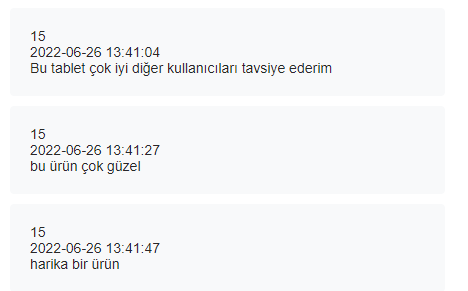 15
2022-06-26 13:41:04
Bu tablet çok iyi diğer kullanıcıları tavsiye ederim
15
2022-06-26 13:41:27
bu ürün çok güzel
15
2022-06-26 13:41:47
harika bir ürün